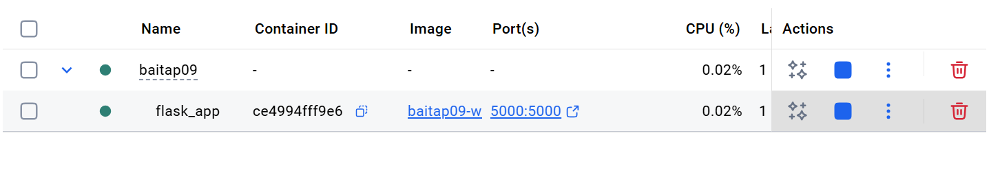 Name Container ID Image Port(s) CPU (%) La Actions
baitap09 - - - 0.02% 1
flask_app ce4994fff9e6 baitap09-w 5000:5000 0.02% 1